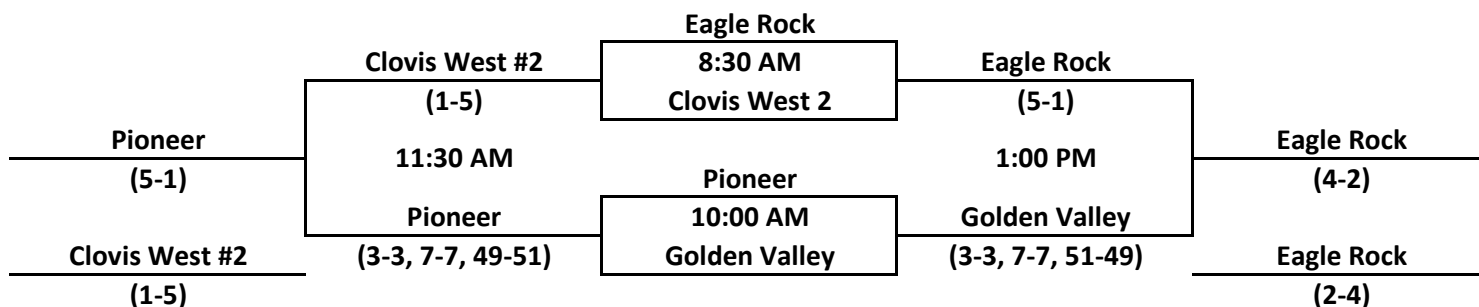 Eagle Rock
Clovis West #2 8:30 AM Eagle Rock
(1-5) Clovis West 2 (5-1)
Pioneer 11:30 AM 1:00 PM Eagle Rock
(5-1) Pioneer (4-2)
Pioneer 10:00 AM Golden Valley
Clovis West #2 (3-3, 7-7, 49-51) Golden Valley (3-3, 7-7, 51-49) Eagle Rock
(1-5) (2-4)